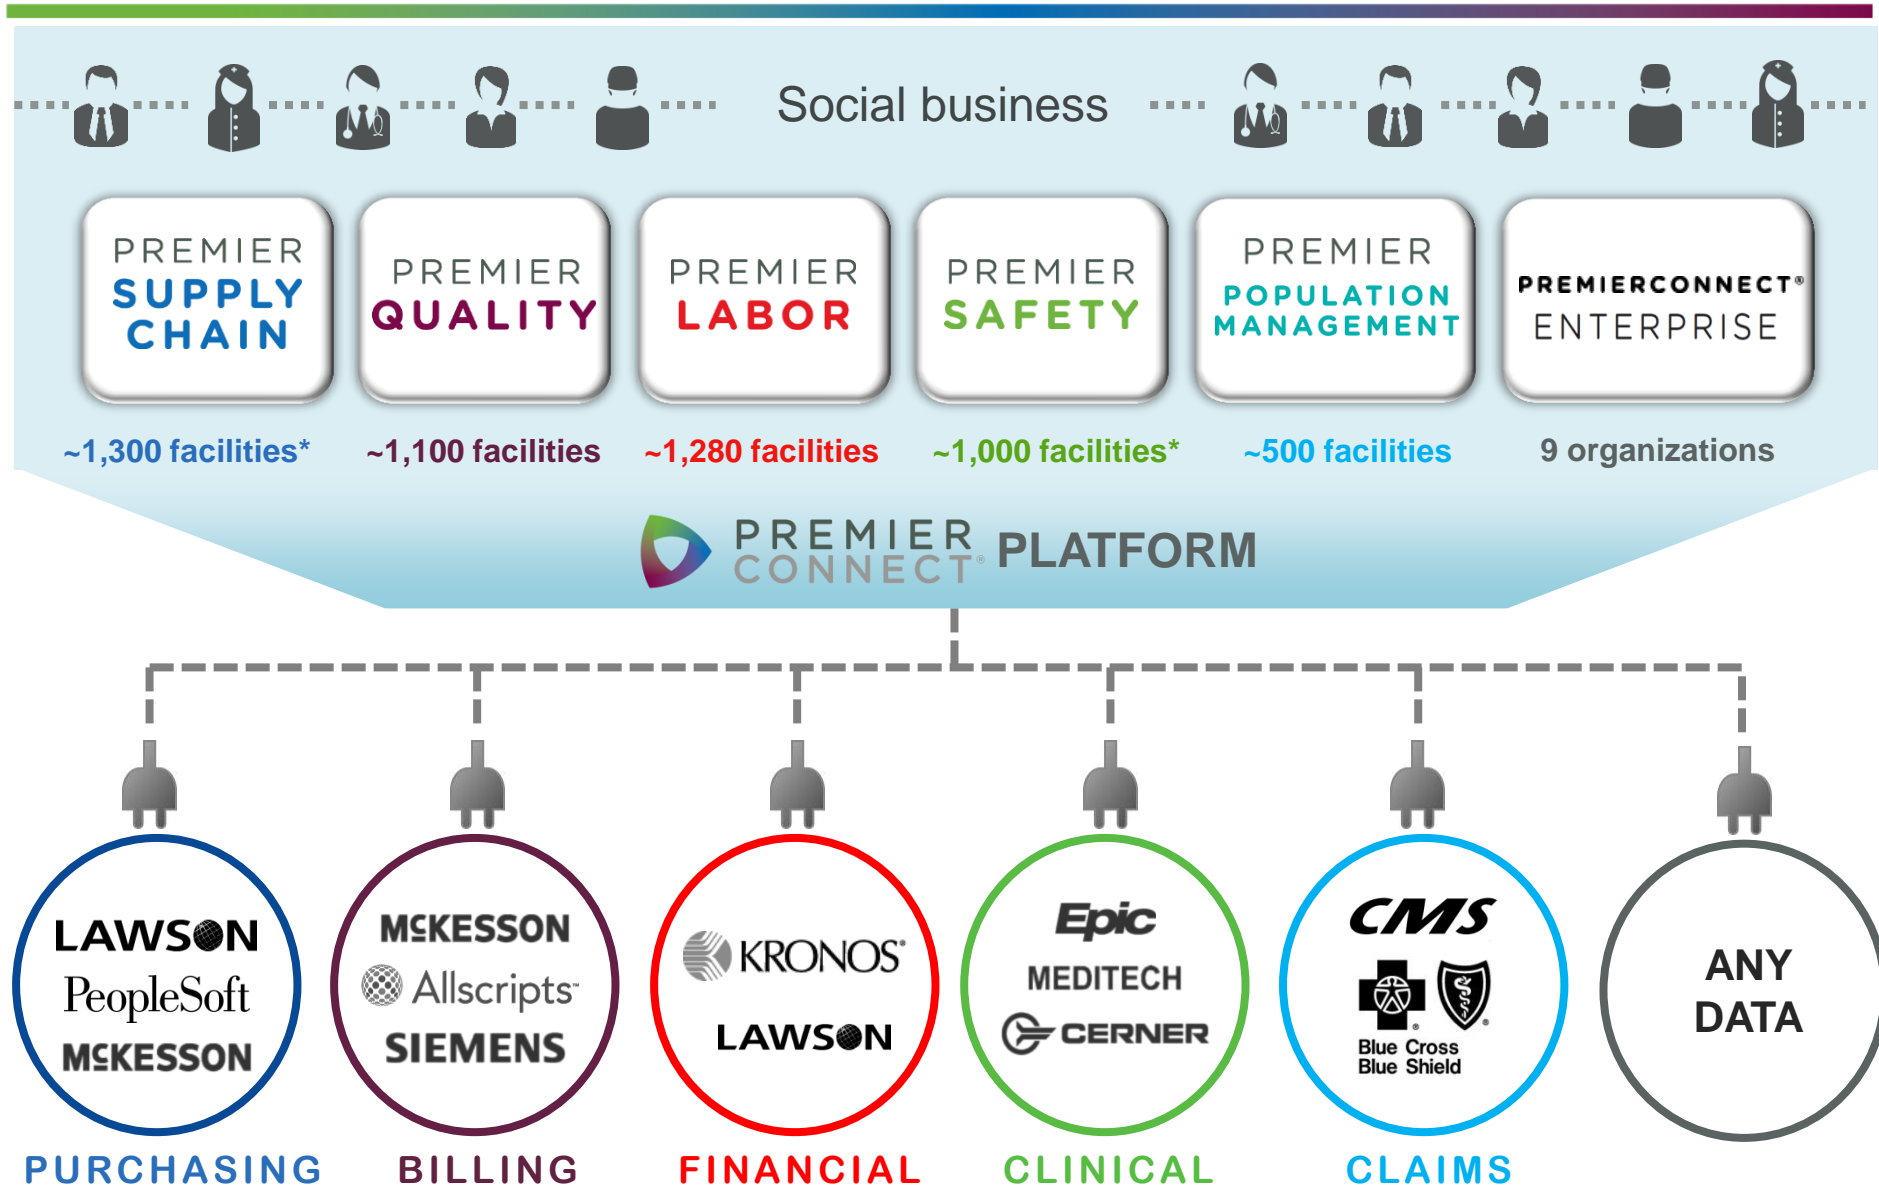 Social business
PREMIER
SUPPLY
CHAIN
PREMIER
QUALITY
PREMIER
LABOR
PREMIER
SAFETY
PREMIER
POPULATION
MANAGEMENT
PREMIERCONNECT®
ENTERPRISE
~1,300 facilities*
~1,100 facilities
~1,280 facilities
~1,000 facilities*
~500 facilities
9 organizations
PREMIER
CONNECT®
PLATFORM
LAWSON
PeopleSoft
MCKESSON
MCKESSON
Allscripts™
SIEMENS
KRONOS®
LAWSON
Epic
MEDITECH
CERNER
CMS
Blue Cross
Blue Shield
ANY
DATA
PURCHASING
BILLING
FINANCIAL
CLINICAL
CLAIMS